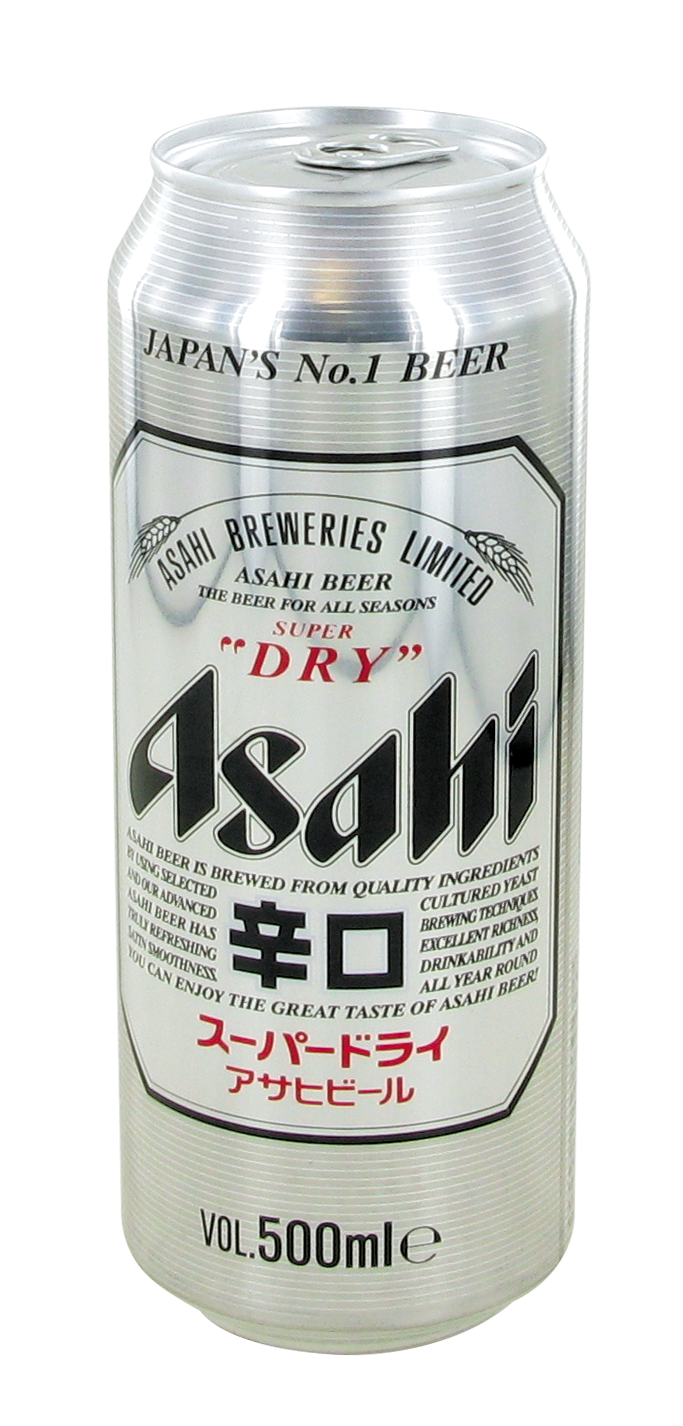 JAPAN'S No.1 BEER
ASAHI BREWERIES LIMITED
ASAHI BEER
THE BEER FOR ALL SEASONS
SUPER
"DRY"
Asahi
ASAHI BEER IS BREWED FROM QUALITY INGREDIENTS
BY USING SELECTED CULTURED YEAST
AND OUR ADVANCED BREWING TECHNIQUES.
ASAHI BEER HAS EXCELLENT RICHNESS,
TRULY REFRESHING DRINKABILITY AND
SATIN SMOOTHNESS. ALL YEAR ROUND
YOU CAN ENJOY THE GREAT TASTE OF ASAHI BEER!
辛口
スーパードライ
アサヒビール
VOL.500ml℮